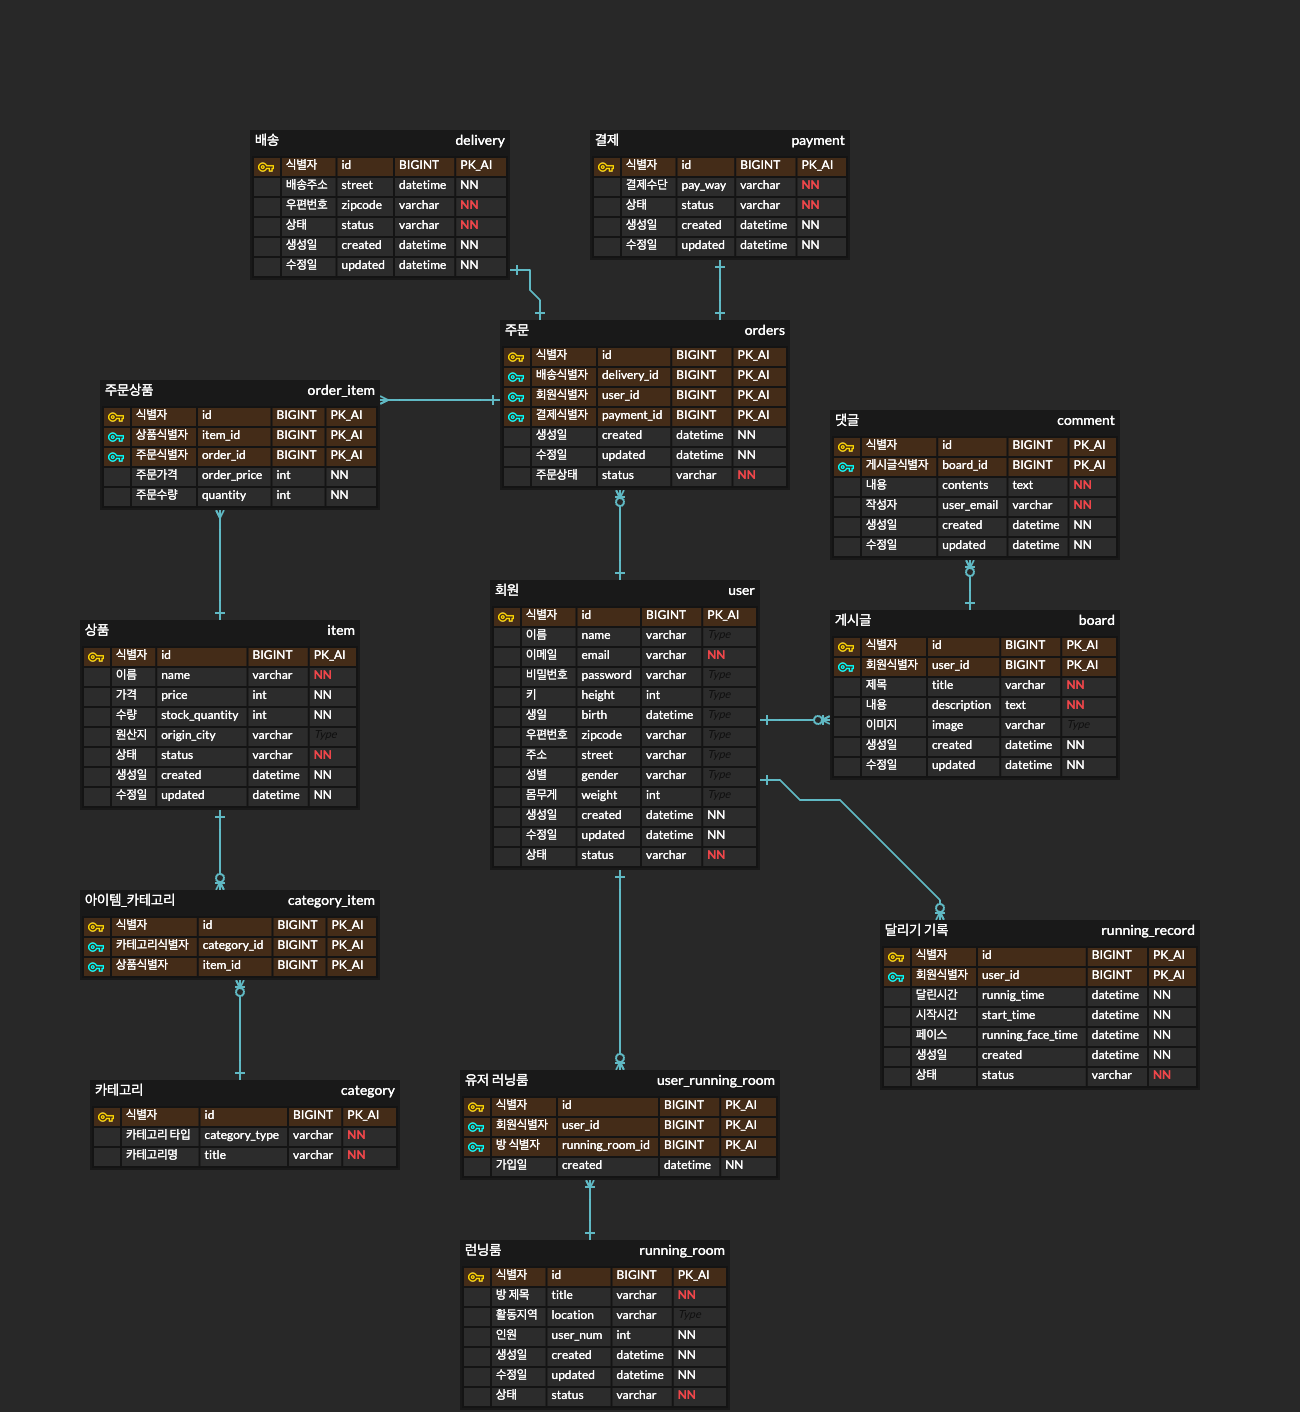 배송 delivery
식별자 id BIGINT PK_AI
배송주소 street datetime NN
우편번호 zipcode varchar NN
상태 status varchar NN
생성일 created datetime NN
수정일 updated datetime NN
결제 payment
식별자 id BIGINT PK_AI
결제수단 pay_way varchar NN
상태 status varchar NN
생성일 created datetime NN
수정일 updated datetime NN
주문 orders
식별자 id BIGINT PK_AI
배송식별자 delivery_id BIGINT PK_AI
회원식별자 user_id BIGINT PK_AI
결제식별자 payment_id BIGINT PK_AI
생성일 created datetime NN
수정일 updated datetime NN
주문상태 status varchar NN
주문상품 order_item
식별자 id BIGINT PK_AI
상품식별자 item_id BIGINT PK_AI
주문식별자 order_id BIGINT PK_AI
주문가격 order_price int NN
주문수량 quantity int NN
댓글 comment
식별자 id BIGINT PK_AI
게시글식별자 board_id BIGINT PK_AI
내용 contents text NN
작성자 user_email varchar NN
생성일 created datetime NN
수정일 updated datetime NN
회원 user
식별자 id BIGINT PK_AI
이름 name varchar Type
이메일 email varchar NN
비밀번호 password varchar Type
키 height int Type
생일 birth datetime Type
우편번호 zipcode varchar Type
주소 street varchar Type
성별 gender varchar Type
몸무게 weight int Type
생성일 created datetime NN
수정일 updated datetime NN
상태 status varchar NN
게시글 board
식별자 id BIGINT PK_AI
회원식별자 user_id BIGINT PK_AI
제목 title varchar NN
내용 description text NN
이미지 image varchar Type
생성일 created datetime NN
수정일 updated datetime NN
상품 item
식별자 id BIGINT PK_AI
이름 name varchar NN
가격 price int NN
수량 stock_quantity int NN
원산지 origin_city varchar Type
상태 status varchar NN
생성일 created datetime NN
수정일 updated datetime NN
아이템_카테고리 category_item
식별자 id BIGINT PK_AI
카테고리식별자 category_id BIGINT PK_AI
상품식별자 item_id BIGINT PK_AI
달리기 기록 running_record
식별자 id BIGINT PK_AI
회원식별자 user_id BIGINT PK_AI
달린시간 runnig_time datetime NN
시작시간 start_time datetime NN
페이스 running_face_time datetime NN
생성일 created datetime NN
상태 status varchar NN
카테고리 category
식별자 id BIGINT PK_AI
카테고리 타입 category_type varchar NN
카테고리명 title varchar NN
유저 러닝룸 user_running_room
식별자 id BIGINT PK_AI
회원식별자 user_id BIGINT PK_AI
방 식별자 running_room_id BIGINT PK_AI
가입일 created datetime NN
런닝룸 running_room
식별자 id BIGINT PK_AI
방 제목 title varchar NN
활동지역 location varchar Type
인원 user_num int NN
생성일 created datetime NN
수정일 updated datetime NN
상태 status varchar NN